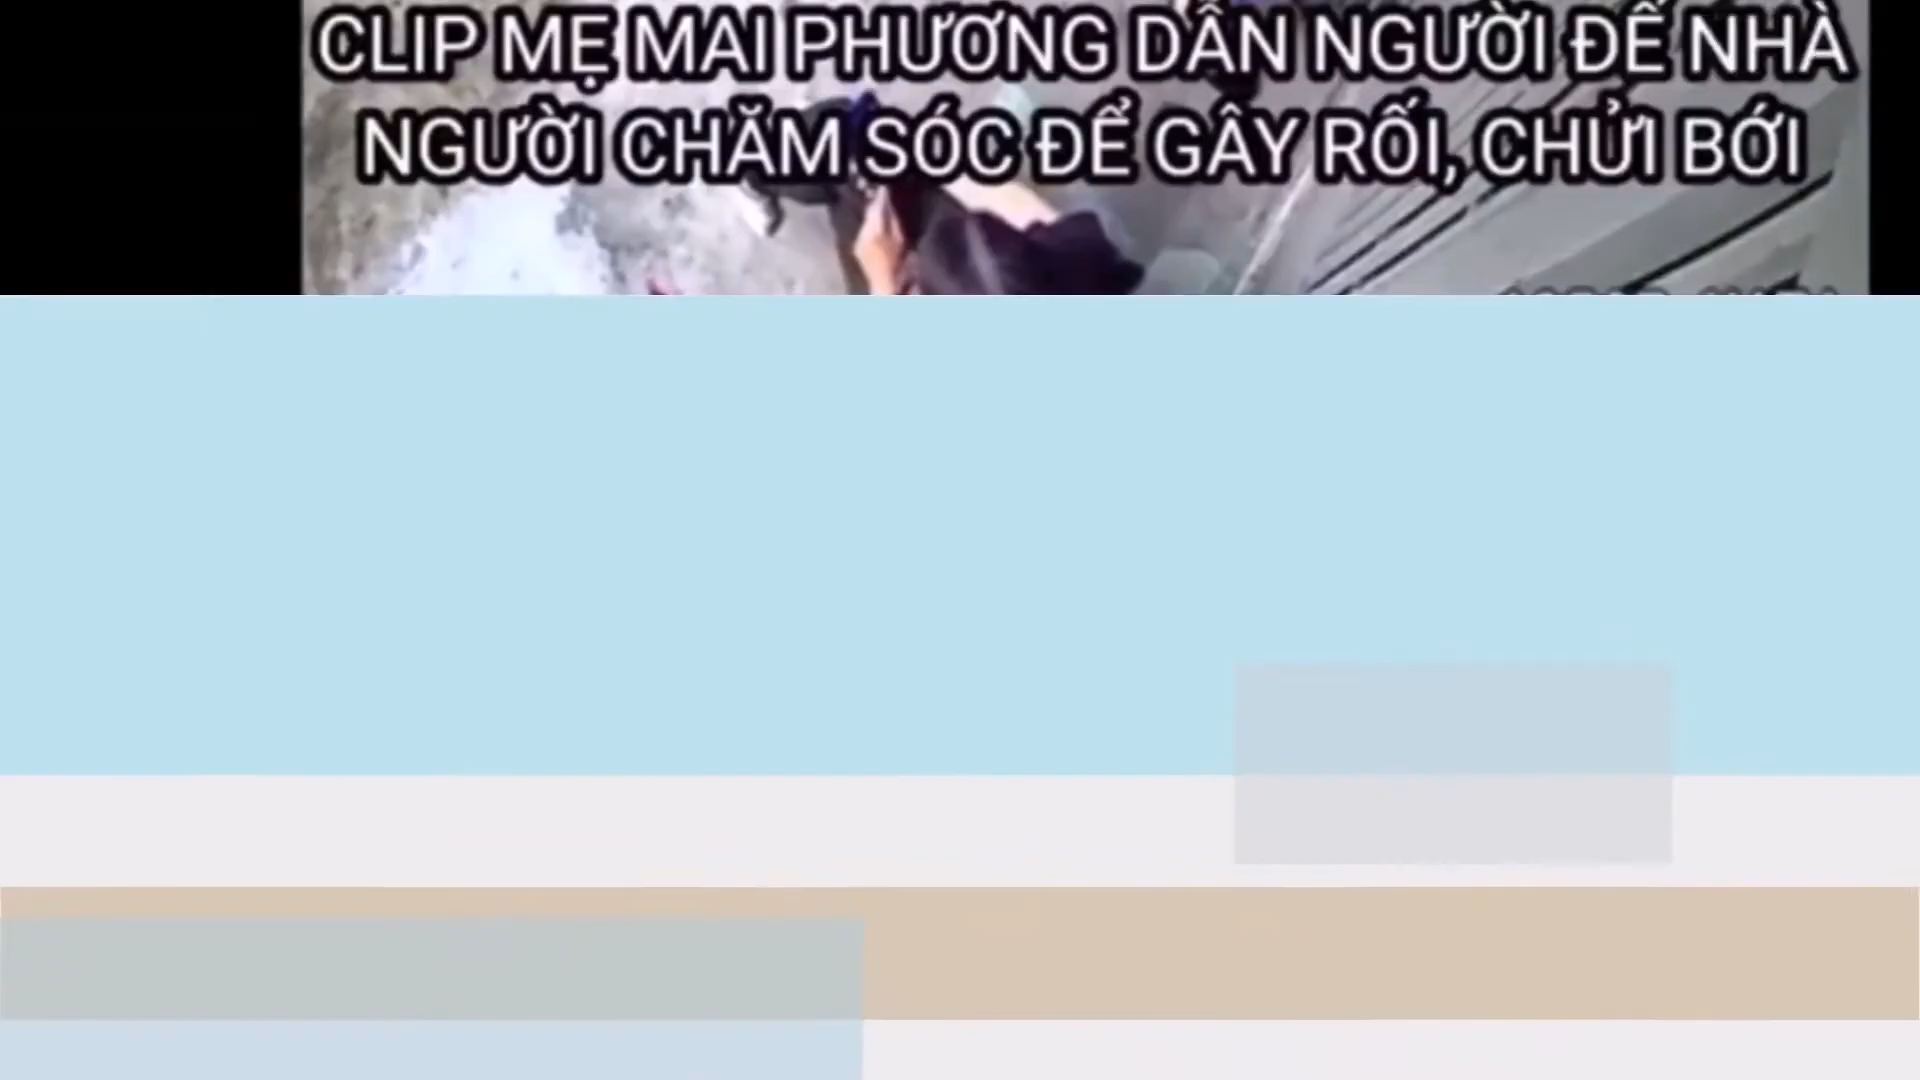 CLIP MẸ MAI PHƯƠNG DẪN NGƯỜI ĐẾ NHÀ
NGƯỜI CHĂM SÓC ĐỂ GÂY RỐI, CHỬI BỚI